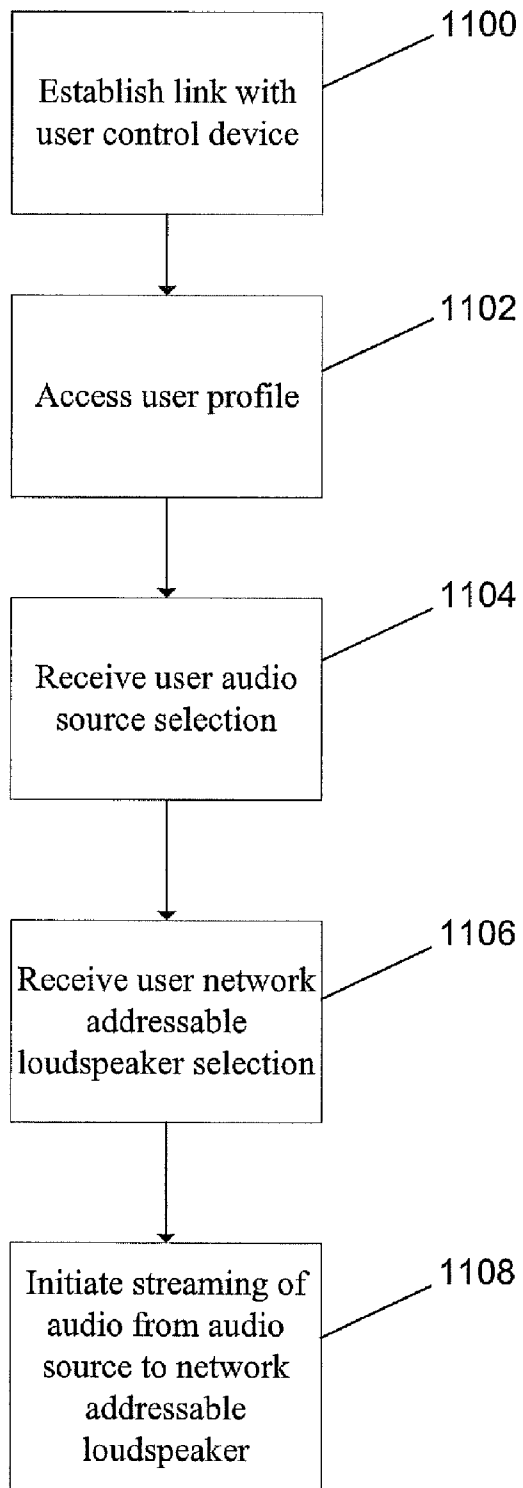 1100
Establish link with
user control device
1102
Access user profile
1104
Receive user audio
source selection
1106
Receive user network
addressable
loudspeaker selection
1108
Initiate streaming of
audio from audio
source to network
addressable
loudspeaker